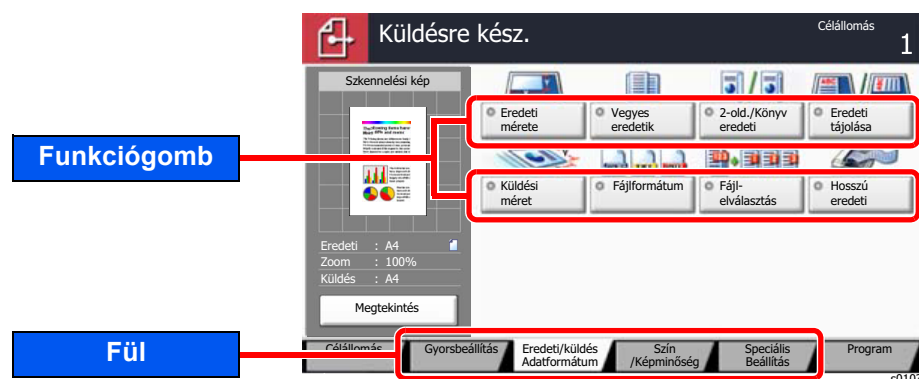 Küldésre kész.
Célállomás
1
Szkennelési kép
Eredeti : A4
Zoom : 100%
Küldés : A4
Megtekintés
Eredeti
mérete
Vegyes
eredetik
2-old./Könyv
eredeti
Eredeti
tájolása
Funkciógomb
Küldési
méret
Fájlformátum
Fájl-
elválasztás
Hosszú
eredeti
Fül
Célállomás
Gyorsbeállítás
Eredeti/küldés
Adatformátum
Szín
/Képminőség
Speciális
Beállítás
Program